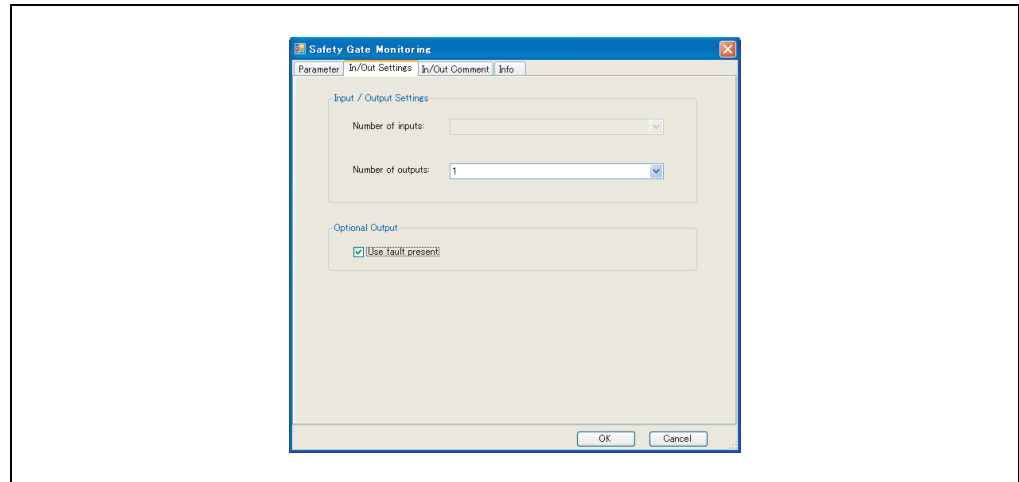 Safety Gate Monitoring
Parameter In/Out Settings In/Out Comment Info
Input / Output Settings
Number of inputs:
Number of outputs: 1
Optional Output
Use fault present
OK Cancel